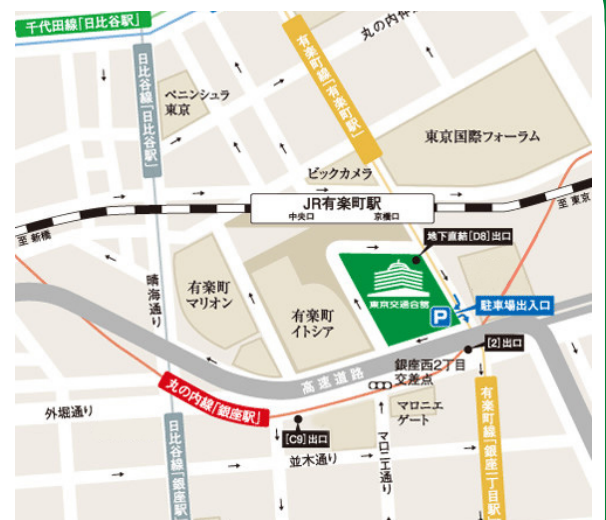 千代田線「日比谷駅」
日比谷線「日比谷駅」
ペニンシュラ
東京
有楽町線「有楽町駅」
東京国際フォーラム
ビックカメラ
JR有楽町駅
中央口
京橋口
至 東京
至 新橋
地下直結[D8]出口
晴海通り
有楽町
マリオン
有楽町
イトシア
東京交通会館
P
駐車場出入口
[2]出口
高速道路
銀座西2丁目
交差点
丸の内線「銀座駅」
マロニエ
ゲート
外堀通り
日比谷線「銀座駅」
[C9]出口
並木通り
マロニエ通り
有楽町線「銀座一丁目駅」